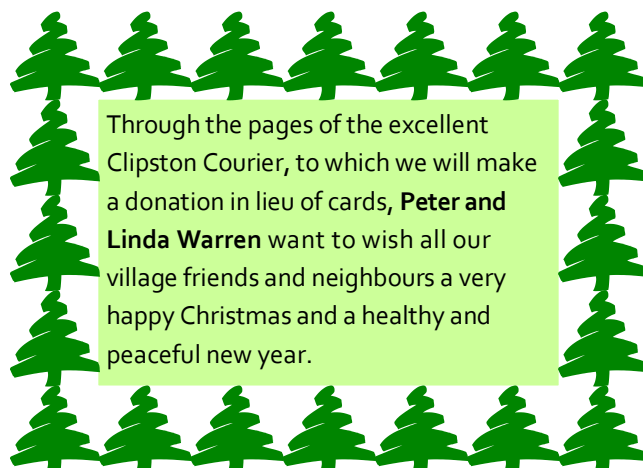 Through the pages of the excellent
Clipston Courier, to which we will make
a donation in lieu of cards, Peter and
Linda Warren want to wish all our
village friends and neighbours a very
happy Christmas and a healthy and
peaceful new year.